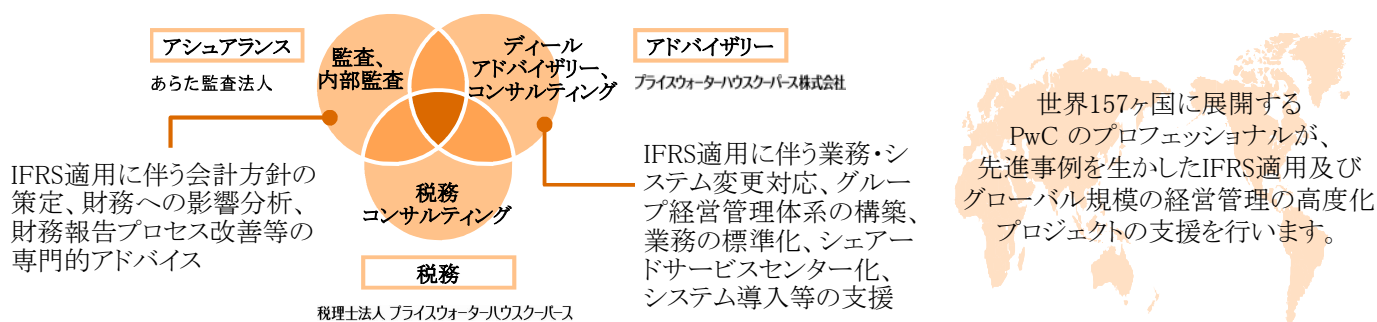 アシュアランス
あらた監査法人
監査、
内部監査
ディール
アドバイザリー、
コンサルティング
アドバイザリー
プライスウォーターハウスクーパース株式会社
IFRS適用に伴う会計方針の
策定、財務への影響分析、
財務報告プロセス改善等の
専門的アドバイス
税務
コンサルティング
税務
税理士法人 プライスウォーターハウスクーパース
IFRS適用に伴う業務・シ
ステム変更対応、グルー
プ経営管理体系の構築、
業務の標準化、シェアー
ドサービスセンター化、
システム導入等の支援
世界157ヶ国に展開する
PwC のプロフェッショナルが、
先進事例を生かしたIFRS適用及び
グローバル規模の経営管理の高度化
プロジェクトの支援を行います。